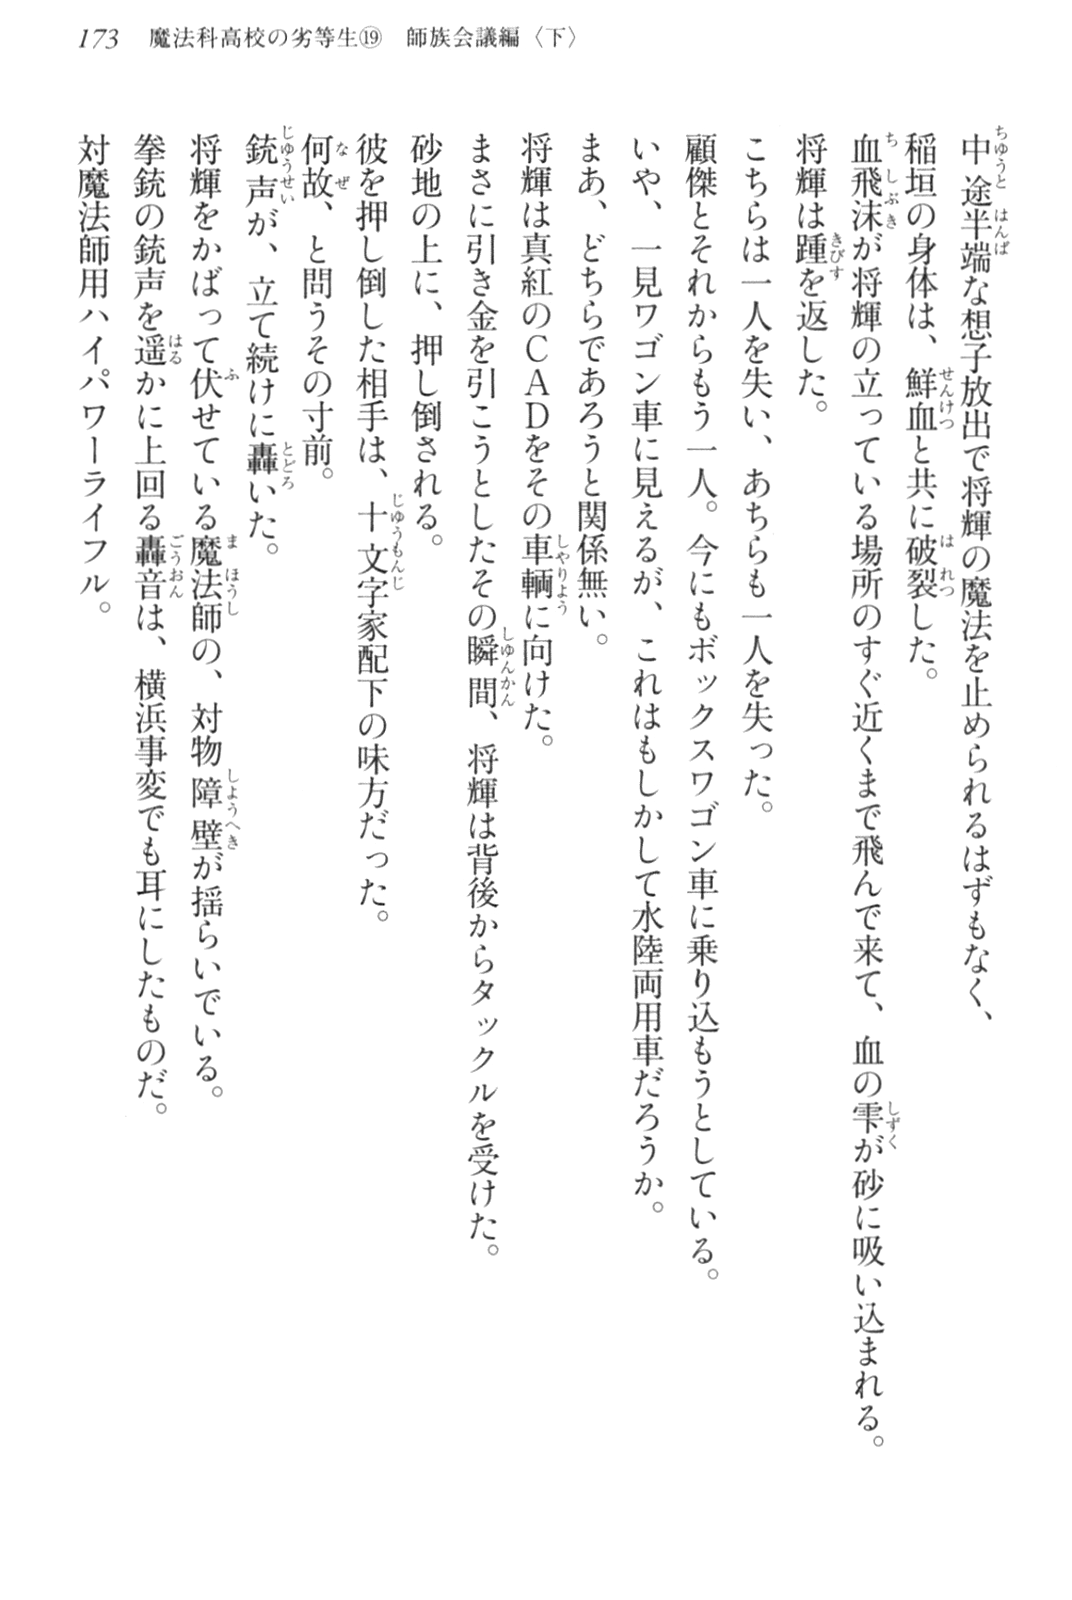 173　魔法科高校の劣等生⑲　師族会議編〈下〉
中途半端な想子放出で将輝の魔法を止められるはずもなく、
稲垣の身体は、鮮血と共に破裂した。
血飛沫が将輝の立っている場所のすぐ近くまで飛んで来て、血の雫が砂に吸い込まれる。
将輝は踵を返した。
こちらは一人を失い、あちらも一人を失った。
顧傑とそれからもう一人。今にもボックスワゴン車に乗り込もうとしている。
いや、一見ワゴン車に見えるが、これはもしかして水陸両用車だろうか。
まあ、どちらであろうと関係無い。
将輝は真紅のCADをその車輌に向けた。
まさに引き金を引こうとしたその瞬間、将輝は背後からタックルを受けた。
砂地の上に、押し倒される。
彼を押し倒した相手は、十文字家配下の味方だった。
何故、と問うその寸前。
銃声が、立て続けに轟いた。
将輝をかばって伏せている魔法師の、対物障壁が揺らいでいる。
拳銃の銃声を遥かに上回る轟音は、横浜事変でも耳にしたものだ。
対魔法師用ハイパワーライフル。